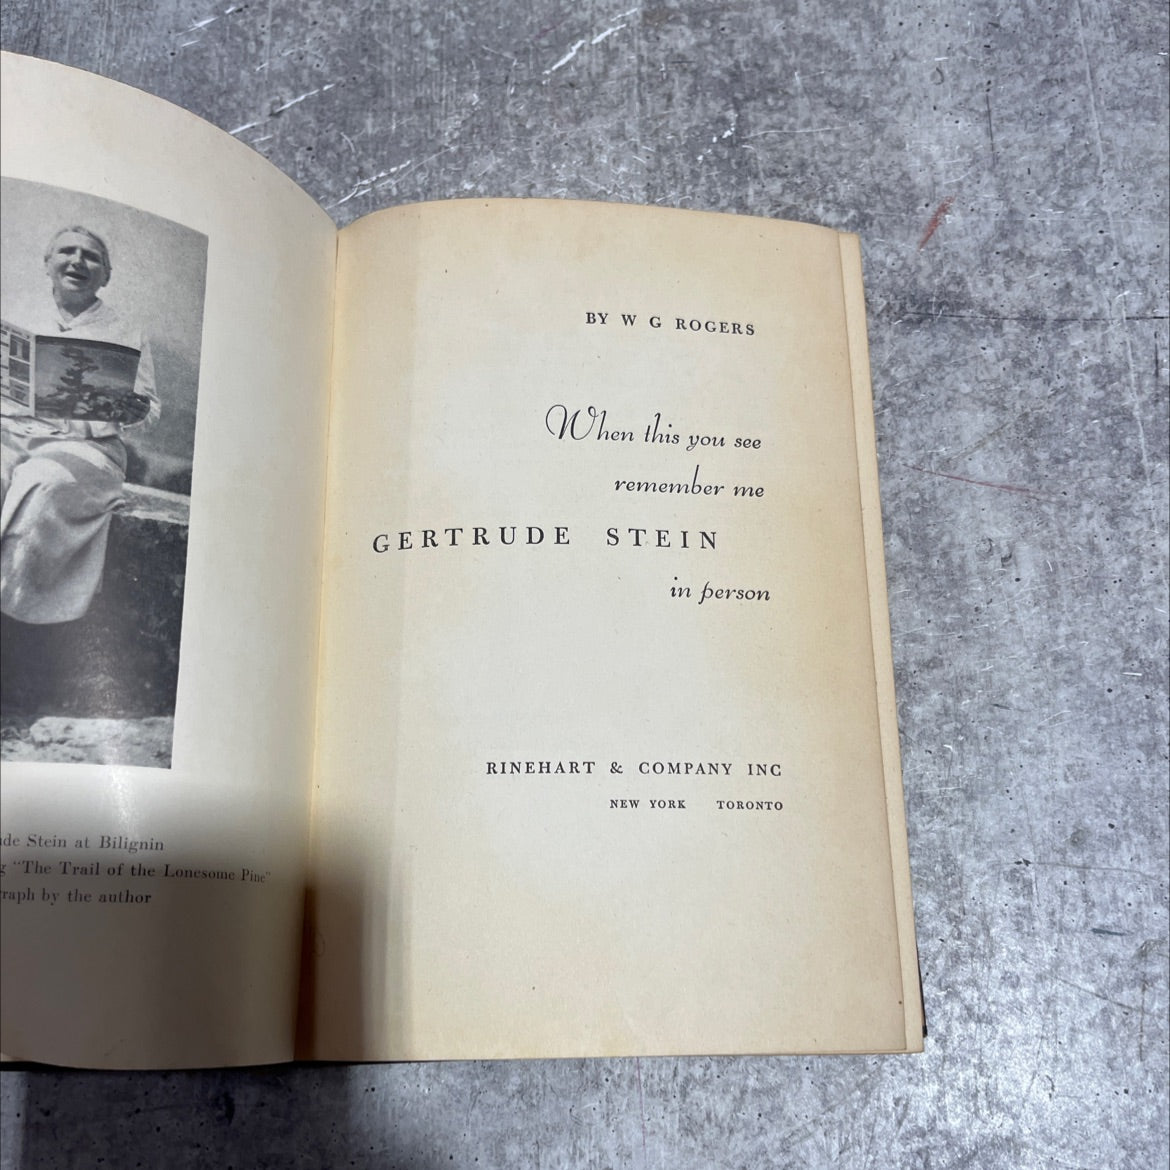 de Stein at Bilignin
g "The Trail of the Lonesome Pine"
raph by the author
BY W G ROGERS
When this you see
remember me
GERTRUDE STEIN
in person
RINEHART & COMPANY INC
NEW YORK TORONTO